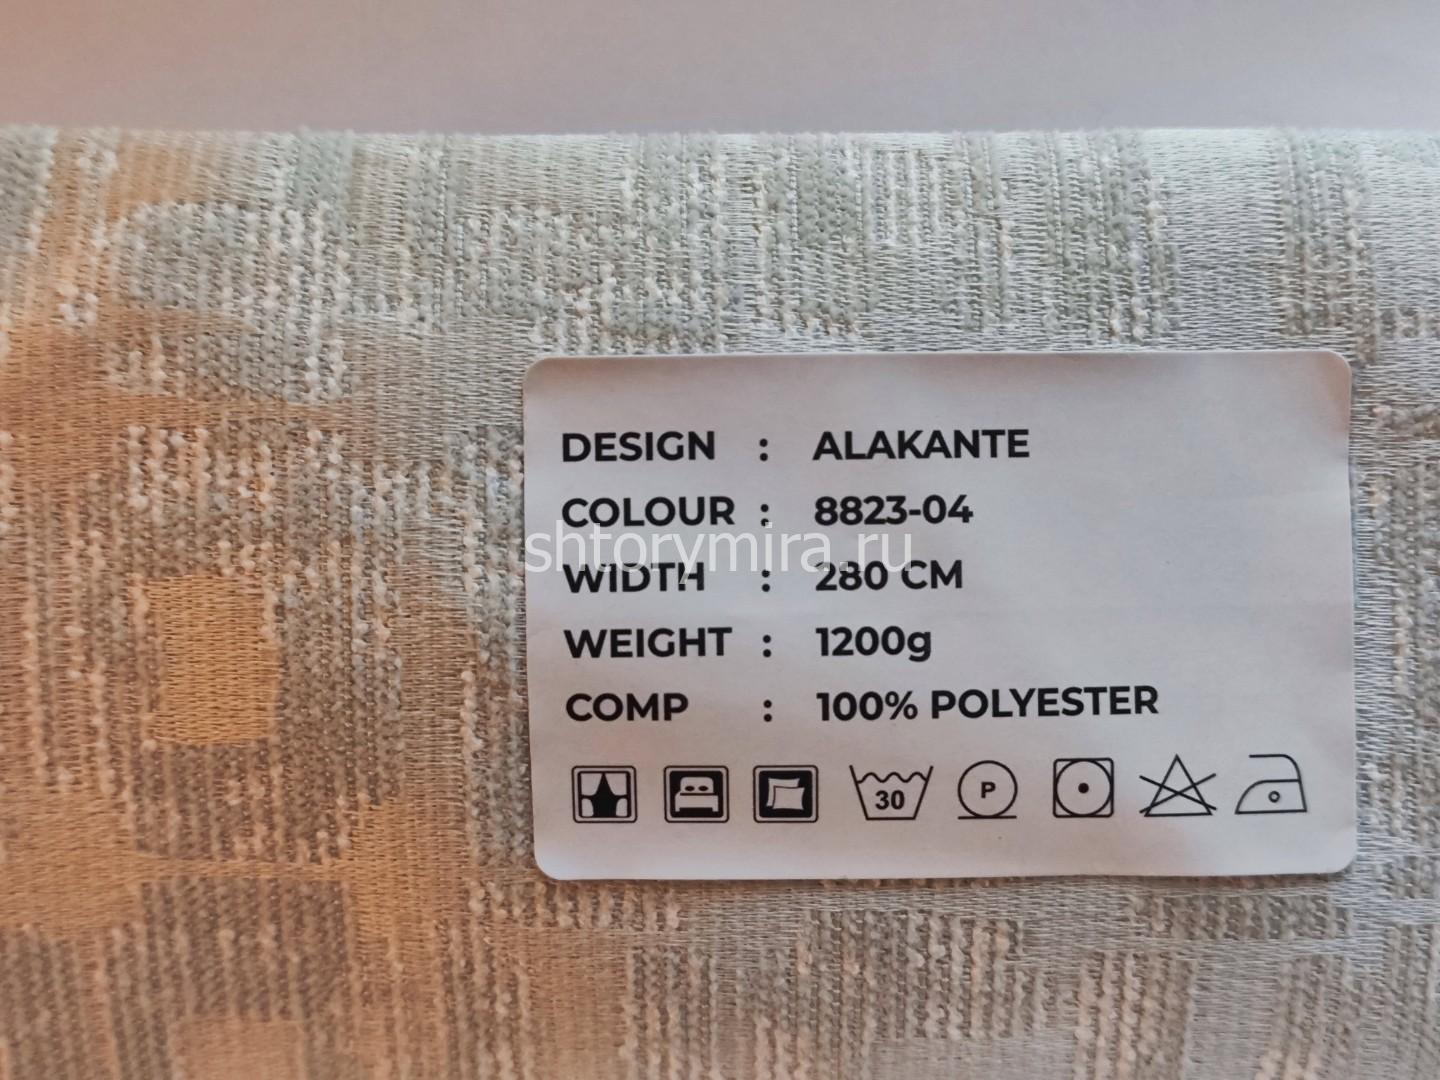 DESIGN : ALAKANTE
COLOUR : 8823-04
shtorymira.ru
WIDTH : 280 CM
WEIGHT : 1200g
COMP : 100% POLYESTER
30 P